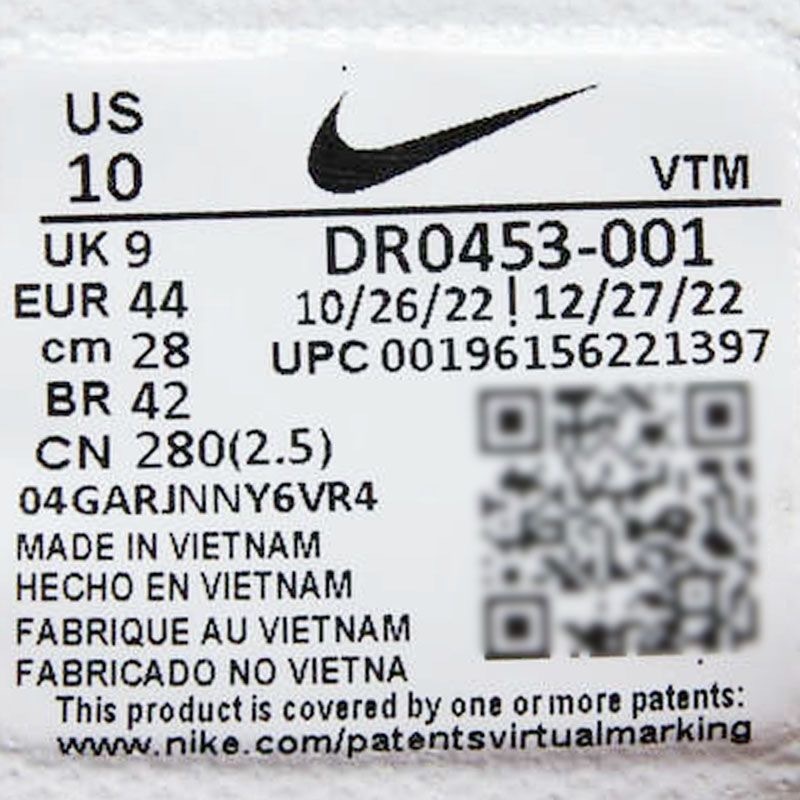 US
10
VTM
UK 9
DR0453-001
EUR 44
10/26/22 | 12/27/22
cm 28
UPC 00196156221397
BR 42
CN 280(2.5)
04GARJNNY6VR4
MADE IN VIETNAM
HECHO EN VIETNAM
FABRIQUE AU VIETNAM
FABRICADO NO VIETNA
This product is covered by one or more patents:
www.nike.com/patentsvirtualmarking